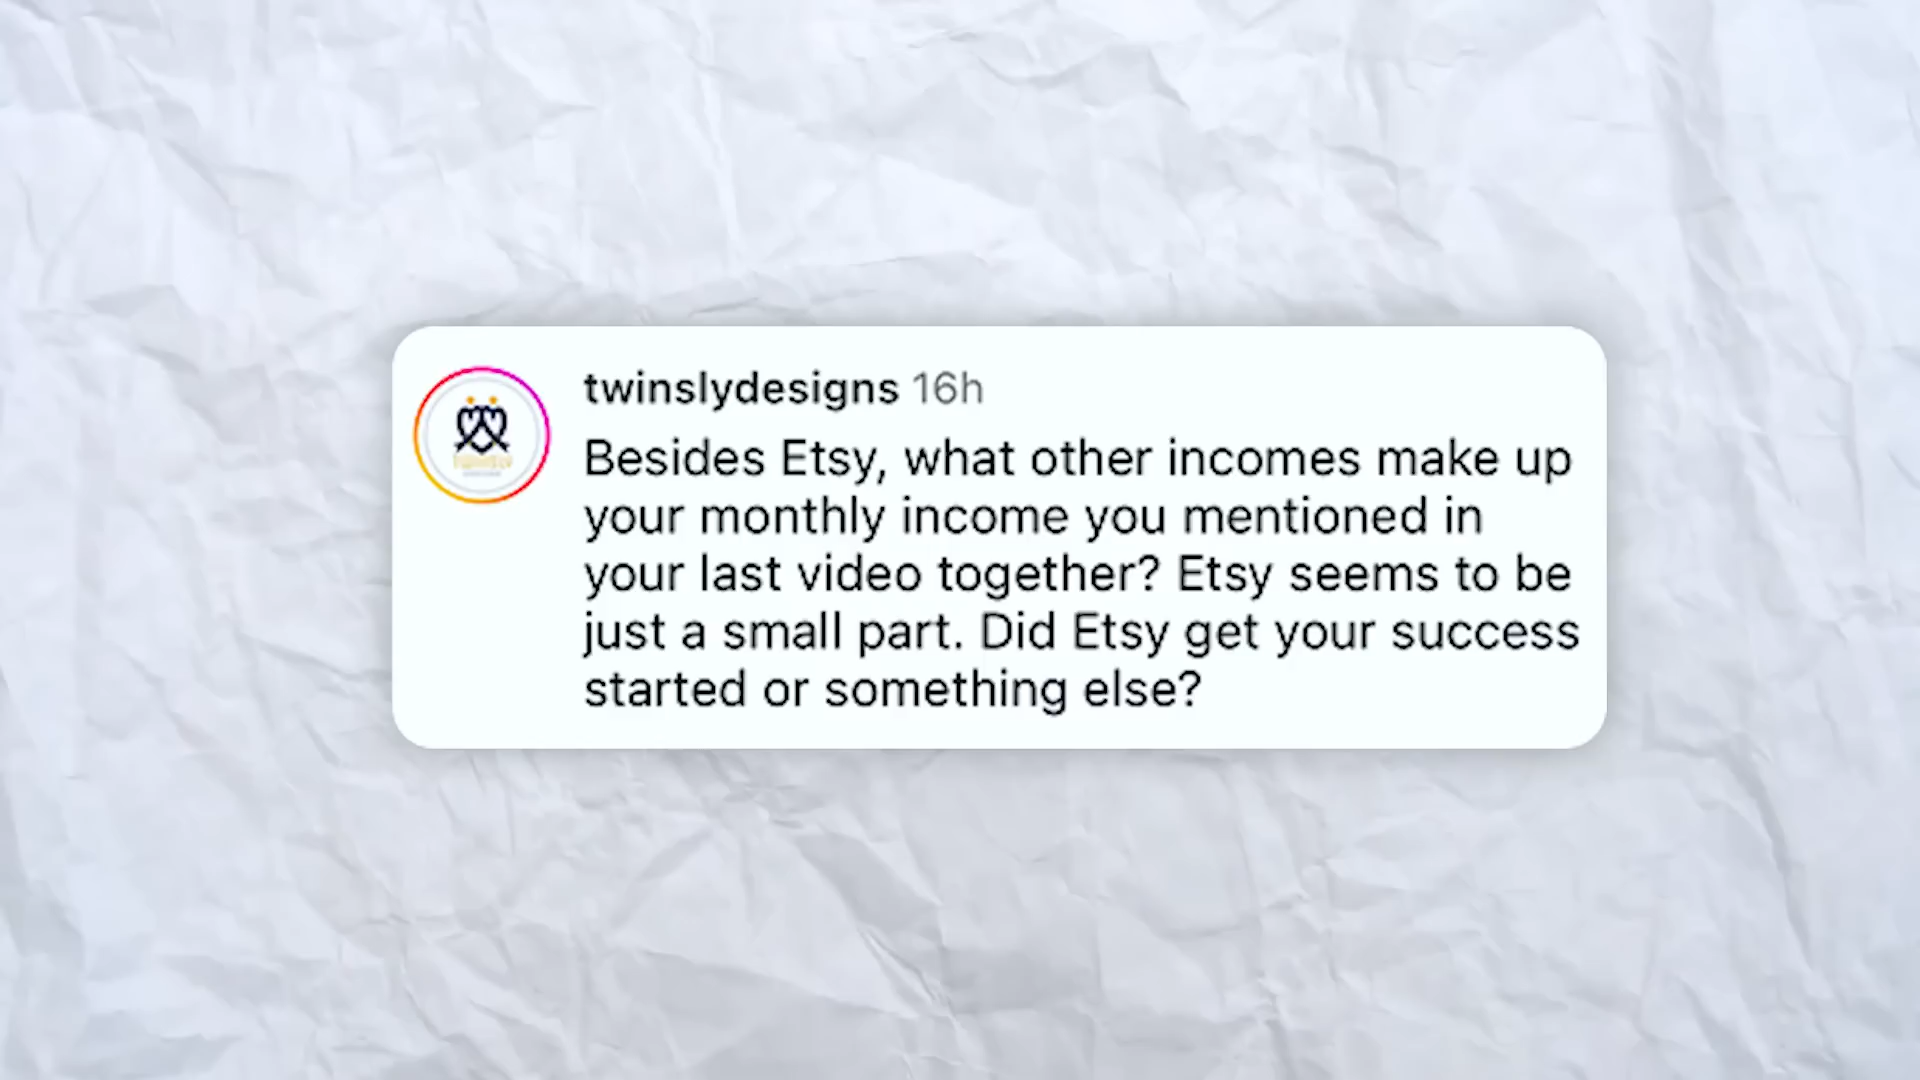 twinslydesigns 16h
Besides Etsy, what other incomes make up
your monthly income you mentioned in
your last video together? Etsy seems to be
just a small part. Did Etsy get your success
started or something else?